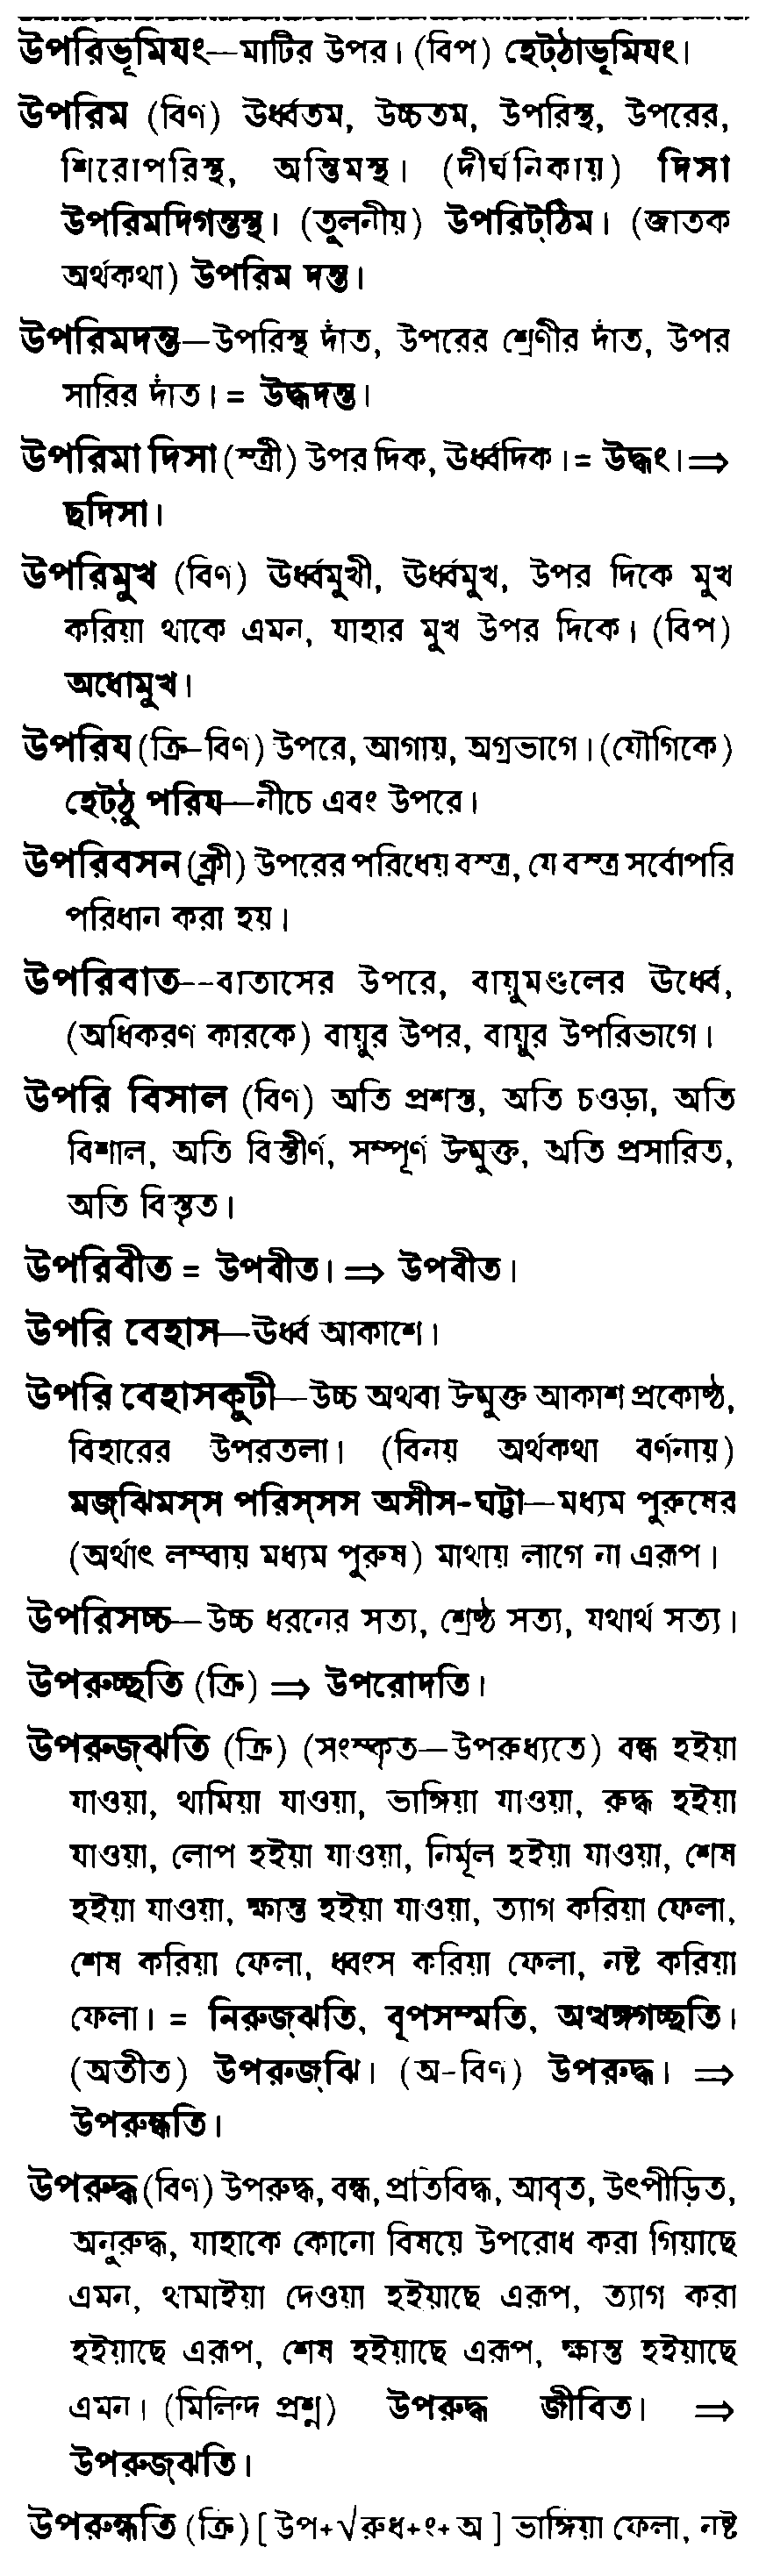 উপরিভূমিযং—মাটির উপর। (বিপ) হেট্ঠাভূমিযং।
উপরিম (বিণ) ঊর্ধ্বতম, উচ্চতম, উপরিস্থ, উপরের,
শিরোপরিস্থ, অন্তিমস্থ। (দীর্ঘনিকায়) দিসা
উপরিমদিগন্তস্থ। (তুলনীয়) উপরিট্ঠিম। (জাতক
অর্থকথা) উপরিম দন্ত।
উপরিমদন্ত—উপরিস্থ দাঁত, উপরের শ্রেণীর দাঁত, উপর
সারির দাঁত। = উদ্ধদন্ত।
উপরিমা দিসা (স্ত্রী) উপর দিক, ঊর্ধ্বদিক। = উদ্ধং। ⇒
ছদিসা।
উপরিমুখ (বিণ) ঊর্ধ্বমুখী, ঊর্ধ্বমুখ, উপর দিকে মুখ
করিয়া থাকে এমন, যাহার মুখ উপর দিকে। (বিপ)
অধোমুখ।
উপরিয (ক্রি-বিণ) উপরে, আগায়, অগ্রভাগে। (যৌগিকে)
হেট্ঠু পরিয—নীচে এবং উপরে।
উপরিবসন (ক্লী) উপরের পরিধেয় বস্ত্র, যে বস্ত্র সর্বোপরি
পরিধান করা হয়।
উপরিবাত--বাতাসের উপরে, বায়ুমণ্ডলের ঊর্ধ্বে,
(অধিকরণ কারকে) বায়ুর উপর, বায়ুর উপরিভাগে।
উপরি বিসাল (বিণ) অতি প্রশস্ত, অতি চওড়া, অতি
বিশাল, অতি বিস্তীর্ণ, সম্পূর্ণ উন্মুক্ত, অতি প্রসারিত,
অতি বিস্তৃত।
উপরিবীত = উপবীত। ⇒ উপবীত।
উপরি বেহাস—ঊর্ধ্ব আকাশে।
উপরি বেহাসকুটী—উচ্চ অথবা উন্মুক্ত আকাশ প্রকোষ্ঠ,
বিহারের উপরতলা। (বিনয় অর্থকথা বর্ণনায়)
মজ্ঝিমস্স পরিস্সস অসীস-ঘট্টা—মধ্যম পুরুষের
(অর্থাৎ লম্বায় মধ্যম পুরুষ) মাথায় লাগে না এরূপ।
উপরিসচ্চ—উচ্চ ধরনের সত্য, শ্রেষ্ঠ সত্য, যথার্থ সত্য।
উপরুচ্ছতি (ক্রি) ⇒ উপরোদতি।
উপরুজ্ঝতি (ক্রি) (সংস্কৃত—উপরুধ্যতে) বন্ধ হইয়া
যাওয়া, থামিয়া যাওয়া, ভাঙ্গিয়া যাওয়া, রুদ্ধ হইয়া
যাওয়া, লোপ হইয়া যাওয়া, নির্মূল হইয়া যাওয়া, শেষ
হইয়া যাওয়া, ক্ষান্ত হইয়া যাওয়া, ত্যাগ করিয়া ফেলা,
শেষ করিয়া ফেলা, ধ্বংস করিয়া ফেলা, নষ্ট করিয়া
ফেলা। = নিরুজ্ঝতি, বূপসম্মতি, অত্থঙ্গগচ্ছতি।
(অতীত) উপরুজ্ঝি। (অ-বিণ) উপরুদ্ধ। ⇒
উপরুন্ধতি।
উপরুদ্ধ (বিণ) উপরুদ্ধ, বন্ধ, প্রতিবিদ্ধ, আবৃত, উৎপীড়িত,
অনুরুদ্ধ, যাহাকে কোনো বিষয়ে উপরোধ করা গিয়াছে
এমন, থামাইয়া দেওয়া হইয়াছে এরূপ, ত্যাগ করা
হইয়াছে এরূপ, শেষ হইয়াছে এরূপ, ক্ষান্ত হইয়াছে
এমন। (মিলিন্দ প্রশ্ন) উপরুদ্ধ জীবিত। ⇒
উপরুজ্ঝতি।
উপরুন্ধতি (ক্রি) [ উপ+√রুধ+ং+অ ] ভাঙ্গিয়া ফেলা, নষ্ট